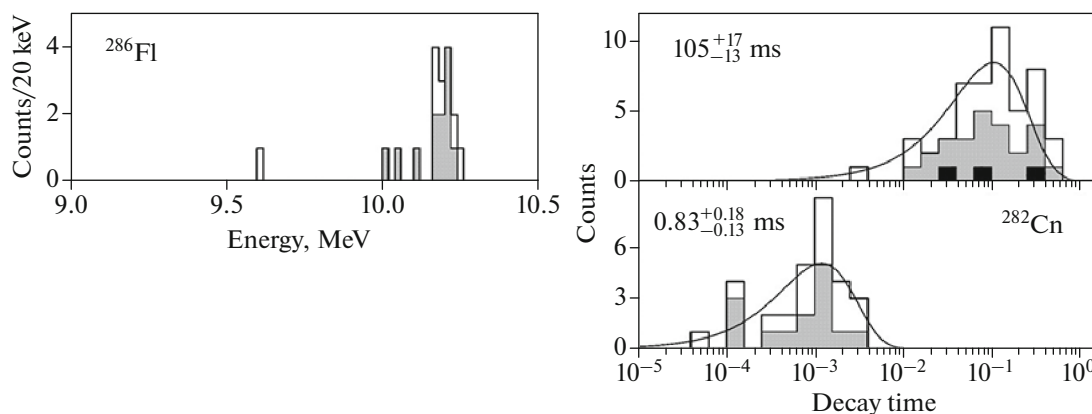 ²⁸⁶Fl
Counts/20 keV
4
2
0
9.0 9.5 10.0 10.5
Energy, MeV
105⁺¹⁷₋₁₃ ms
10
5
0
Counts
0.83⁺⁰·¹⁸₋₀.₁₃ ms
²⁸²Cn
6
3
0
10⁻⁵ 10⁻⁴ 10⁻³ 10⁻² 10⁻¹ 10⁰
Decay time